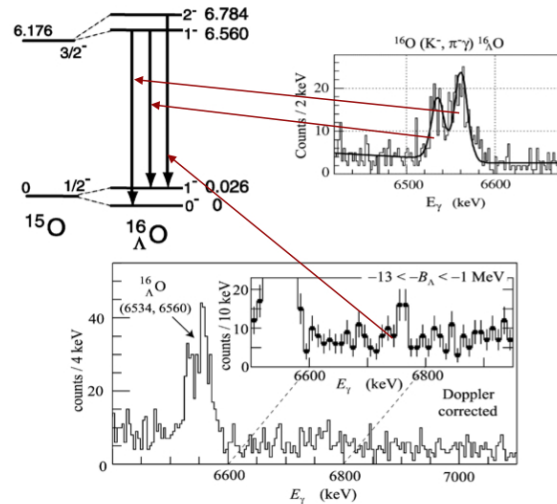 2⁻ 6.784
6.176
1⁻ 6.560
3/2⁻
0
1/2⁻
1⁻ 0.026
0⁻ 0
¹⁵O
¹⁶ΛO
¹⁶O (K⁻, π⁻γ) ¹⁶ΛO
Counts / 2 keV
20
10
0
6500
6600
Eγ (keV)
¹⁶ΛO
(6534, 6560)
counts / 4 keV
40
20
0
−13 < −BΛ < −1 MeV
counts / 10 keV
20
10
0
6600
6800
Eγ (keV)
Doppler
corrected
6600
6800
7000
Eγ (keV)